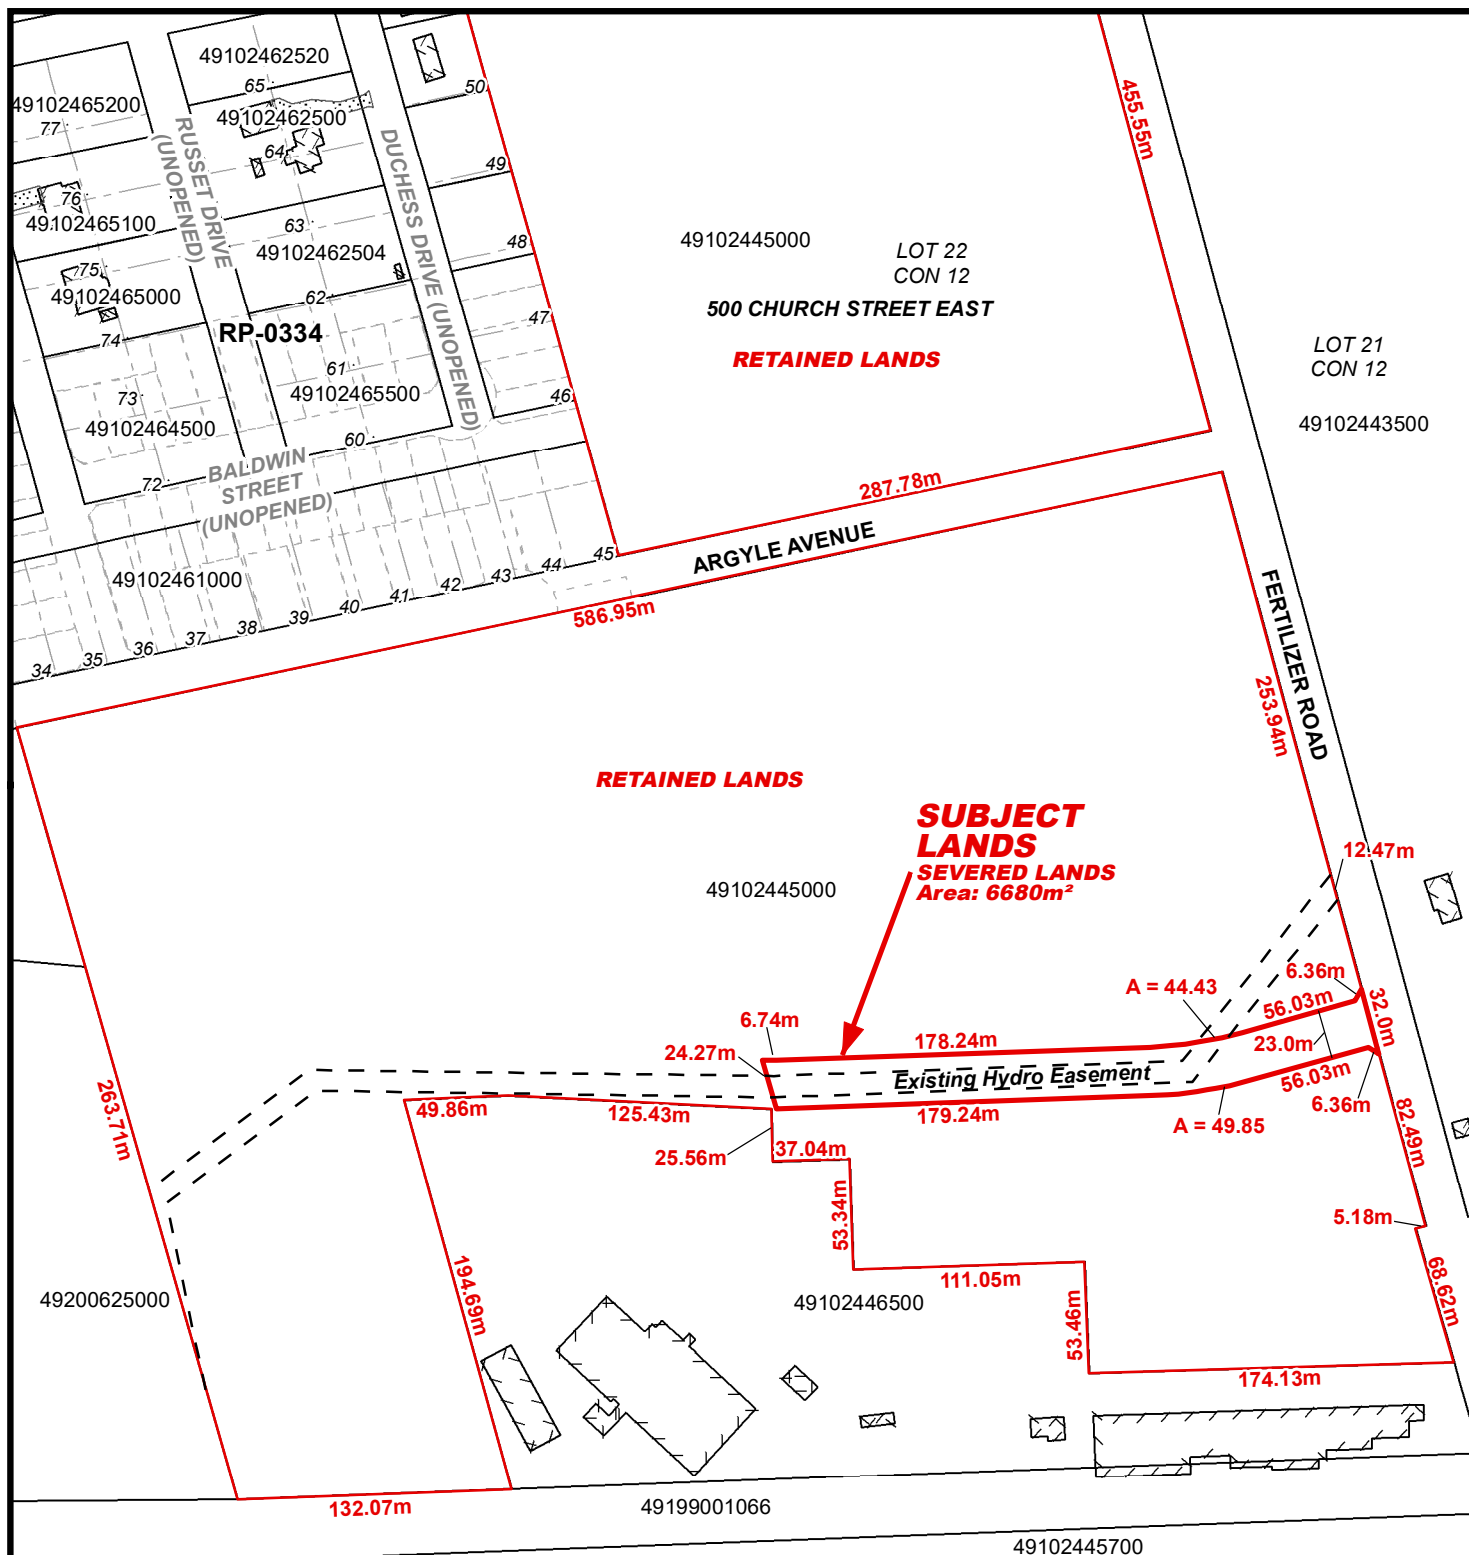 49102462520
65
49102465200
49102462500
77
64
RUSSET DRIVE
(UNOPENED)
76
49102465100
63
49102462504
75
49102465000
62
RP-0334
74
61
49102465500
73
49102464500
60
72
BALDWIN
STREET
(UNOPENED)
DUCHESS DRIVE (UNOPENED)
50
49
48
47
46
49102461000
34
35
36
37
38
39
40
41
42
43
44
45
455.55m
49102445000
LOT 22
CON 12
500 CHURCH STREET EAST
RETAINED LANDS
LOT 21
CON 12
49102443500
287.78m
ARGYLE AVENUE
586.95m
FERTILIZER ROAD
253.94m
RETAINED LANDS
SUBJECT
LANDS
SEVERED LANDS
Area: 6680m²
49102445000
12.47m
6.36m
A = 44.43
56.03m
32.0m
6.74m
178.24m
23.0m
24.27m
Existing Hydro Easement
56.03m
49.86m
125.43m
179.24m
6.36m
A = 49.85
82.49m
263.71m
25.56m
37.04m
53.34m
5.18m
194.69m
111.05m
68.62m
49200625000
49102446500
53.46m
174.13m
132.07m
49199001066
49102445700